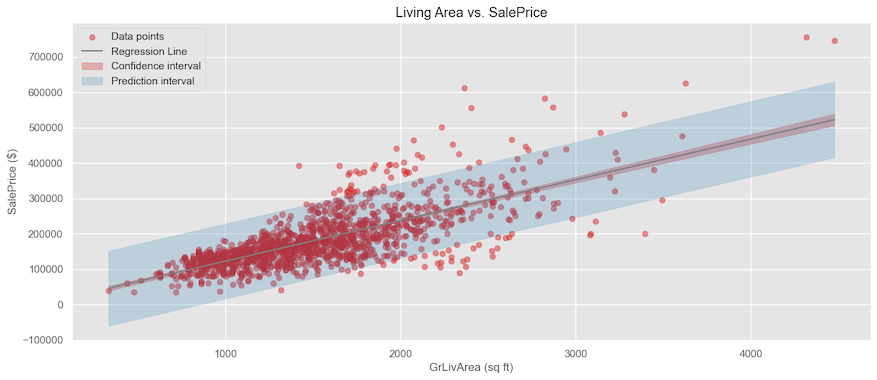 Living Area vs. SalePrice
Data points
Regression Line
Confidence interval
Prediction interval
SalePrice ($)
700000
600000
500000
400000
300000
200000
100000
0
−100000
1000
2000
3000
4000
GrLivArea (sq ft)